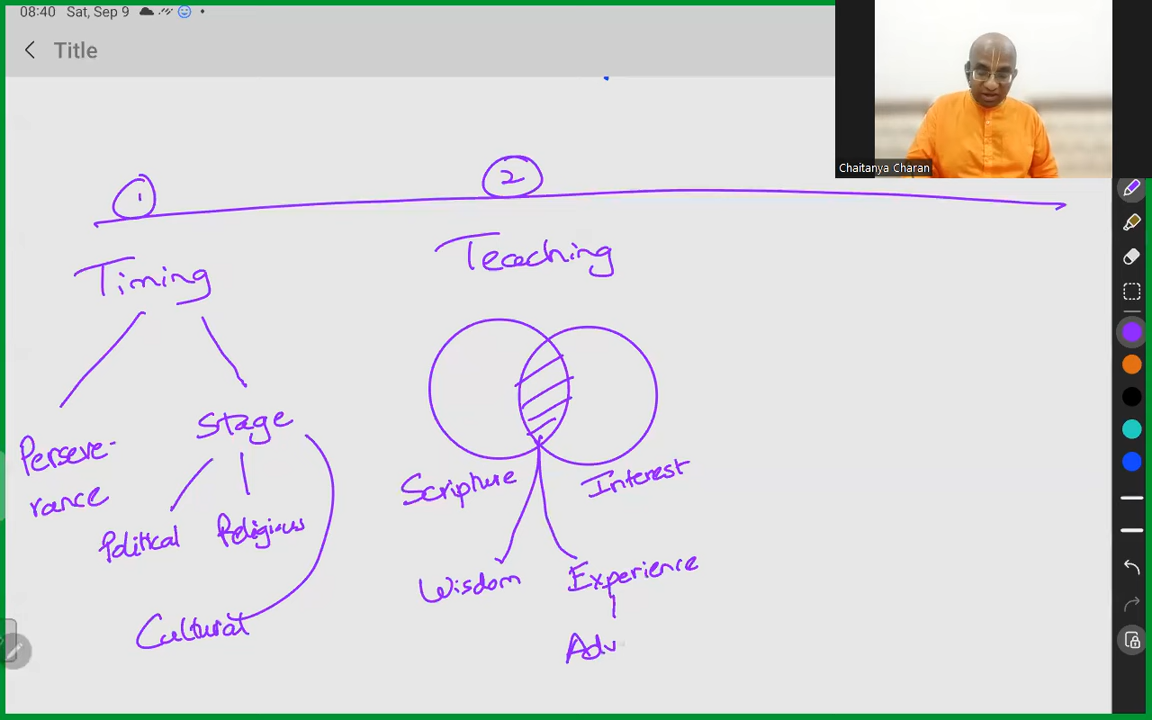 08:40 Sat, Sep 9
Title
Chaitanya Charan
1
2
Timing
Teaching
Perseve-
rance
Stage
Political
Religious
Cultural
Scripture
Interest
Wisdom
Experience
Adv